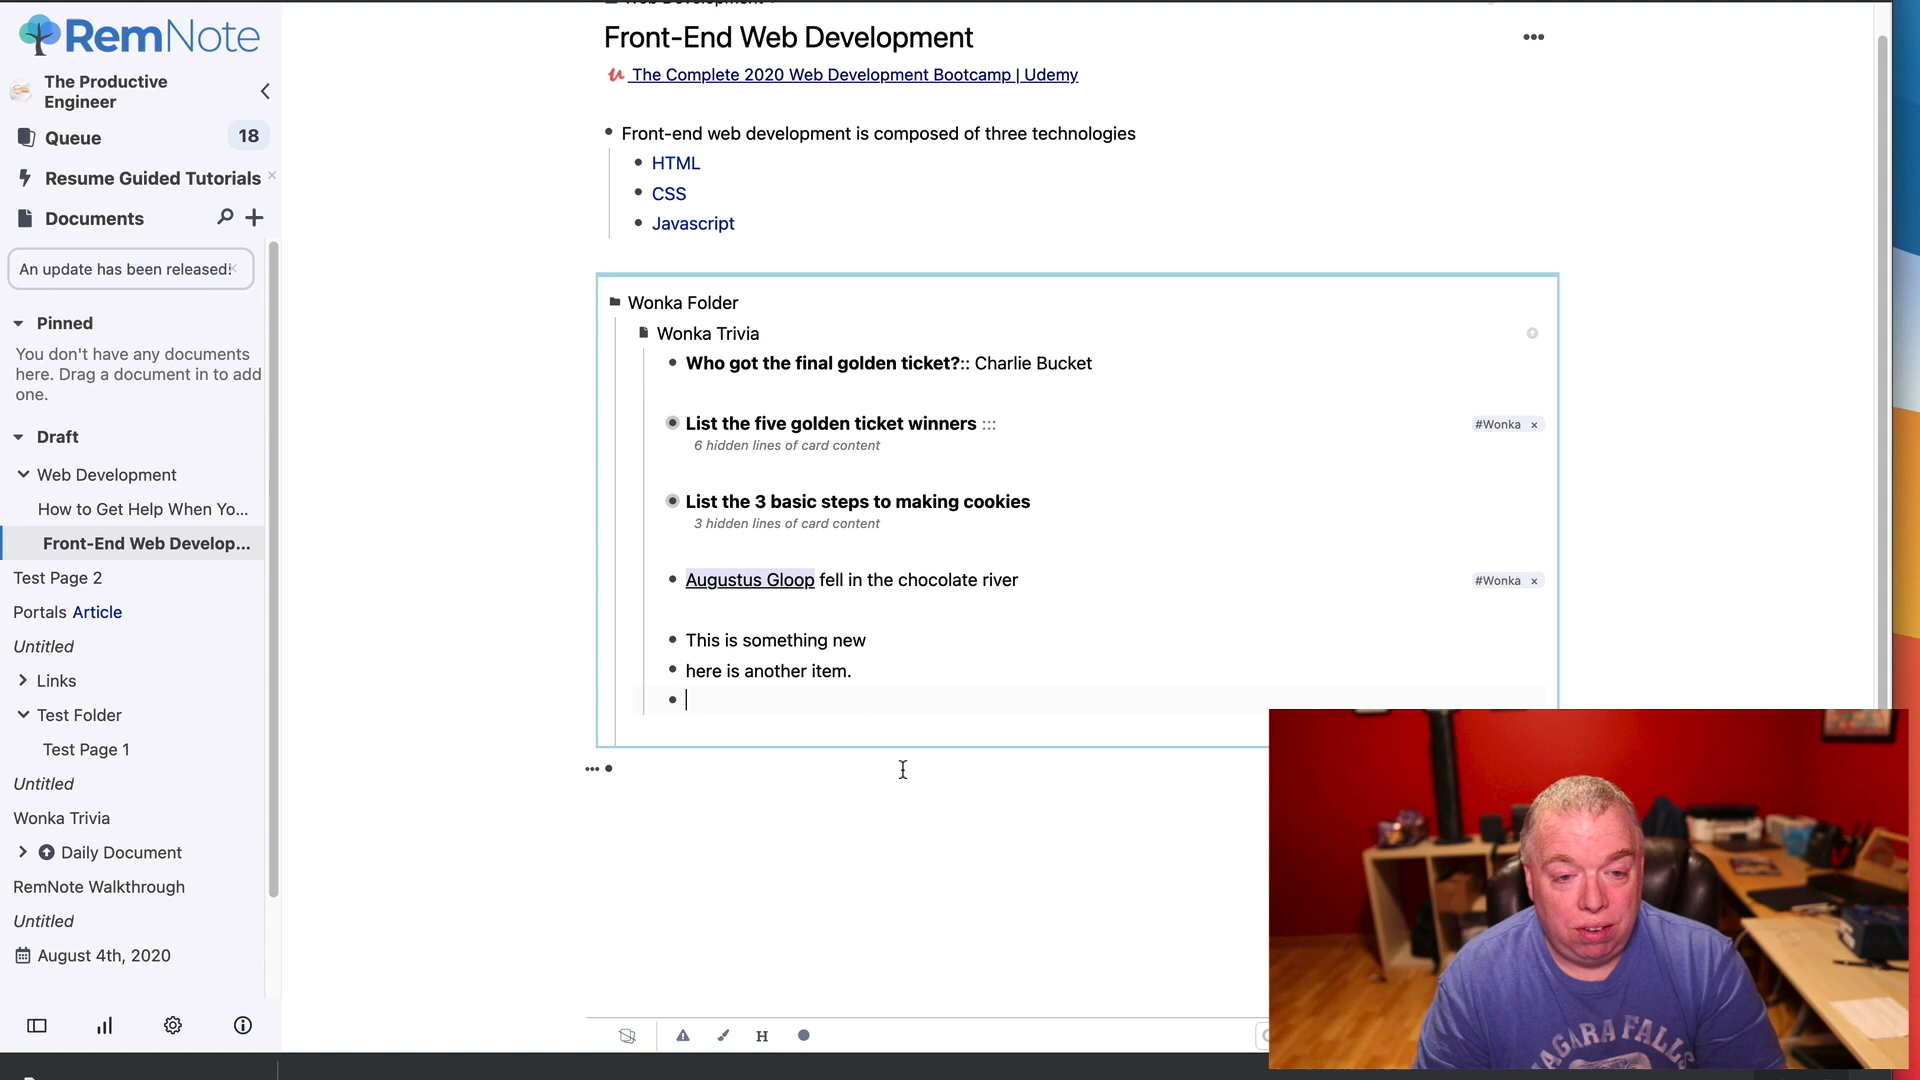 RemNote
The Productive
Engineer
Queue
18
Resume Guided Tutorials ×
Documents
An update has been released!
Pinned
You don't have any documents
here. Drag a document in to add
one.
Draft
Web Development
How to Get Help When Yo...
Front-End Web Develop...
Test Page 2
Portals Article
Untitled
Links
Test Folder
Test Page 1
Untitled
Wonka Trivia
Daily Document
RemNote Walkthrough
Untitled
August 4th, 2020
Front-End Web Development
The Complete 2020 Web Development Bootcamp | Udemy
Front-end web development is composed of three technologies
HTML
CSS
Javascript
Wonka Folder
Wonka Trivia
Who got the final golden ticket?:: Charlie Bucket
List the five golden ticket winners :::
#Wonka ×
6 hidden lines of card content
List the 3 basic steps to making cookies
3 hidden lines of card content
Augustus Gloop fell in the chocolate river
#Wonka ×
This is something new
here is another item.
H
AGARA FALLS